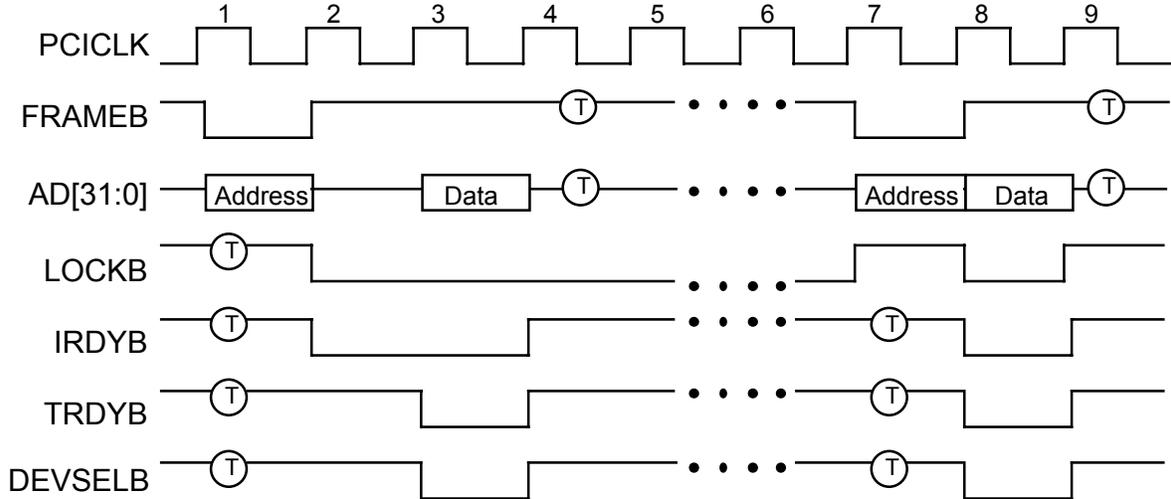 1 2 3 4 5 6 7 8 9
PCICLK
FRAMEB T T
AD[31:0] Address Data T Address Data T
LOCKB T
IRDYB T T
TRDYB T T
DEVSELB T T